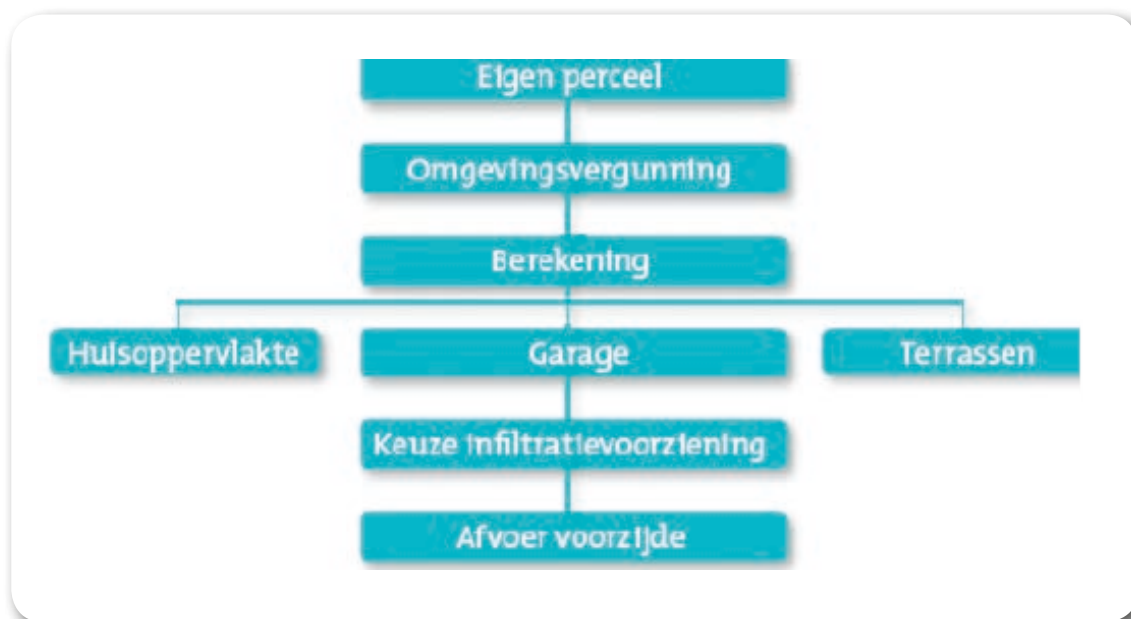 Eigen perceel
Omgevingsvergunning
Berekening
Huisoppervlakte
Garage
Terrassen
Keuze infiltratievoorziening
Afvoer voorzijde